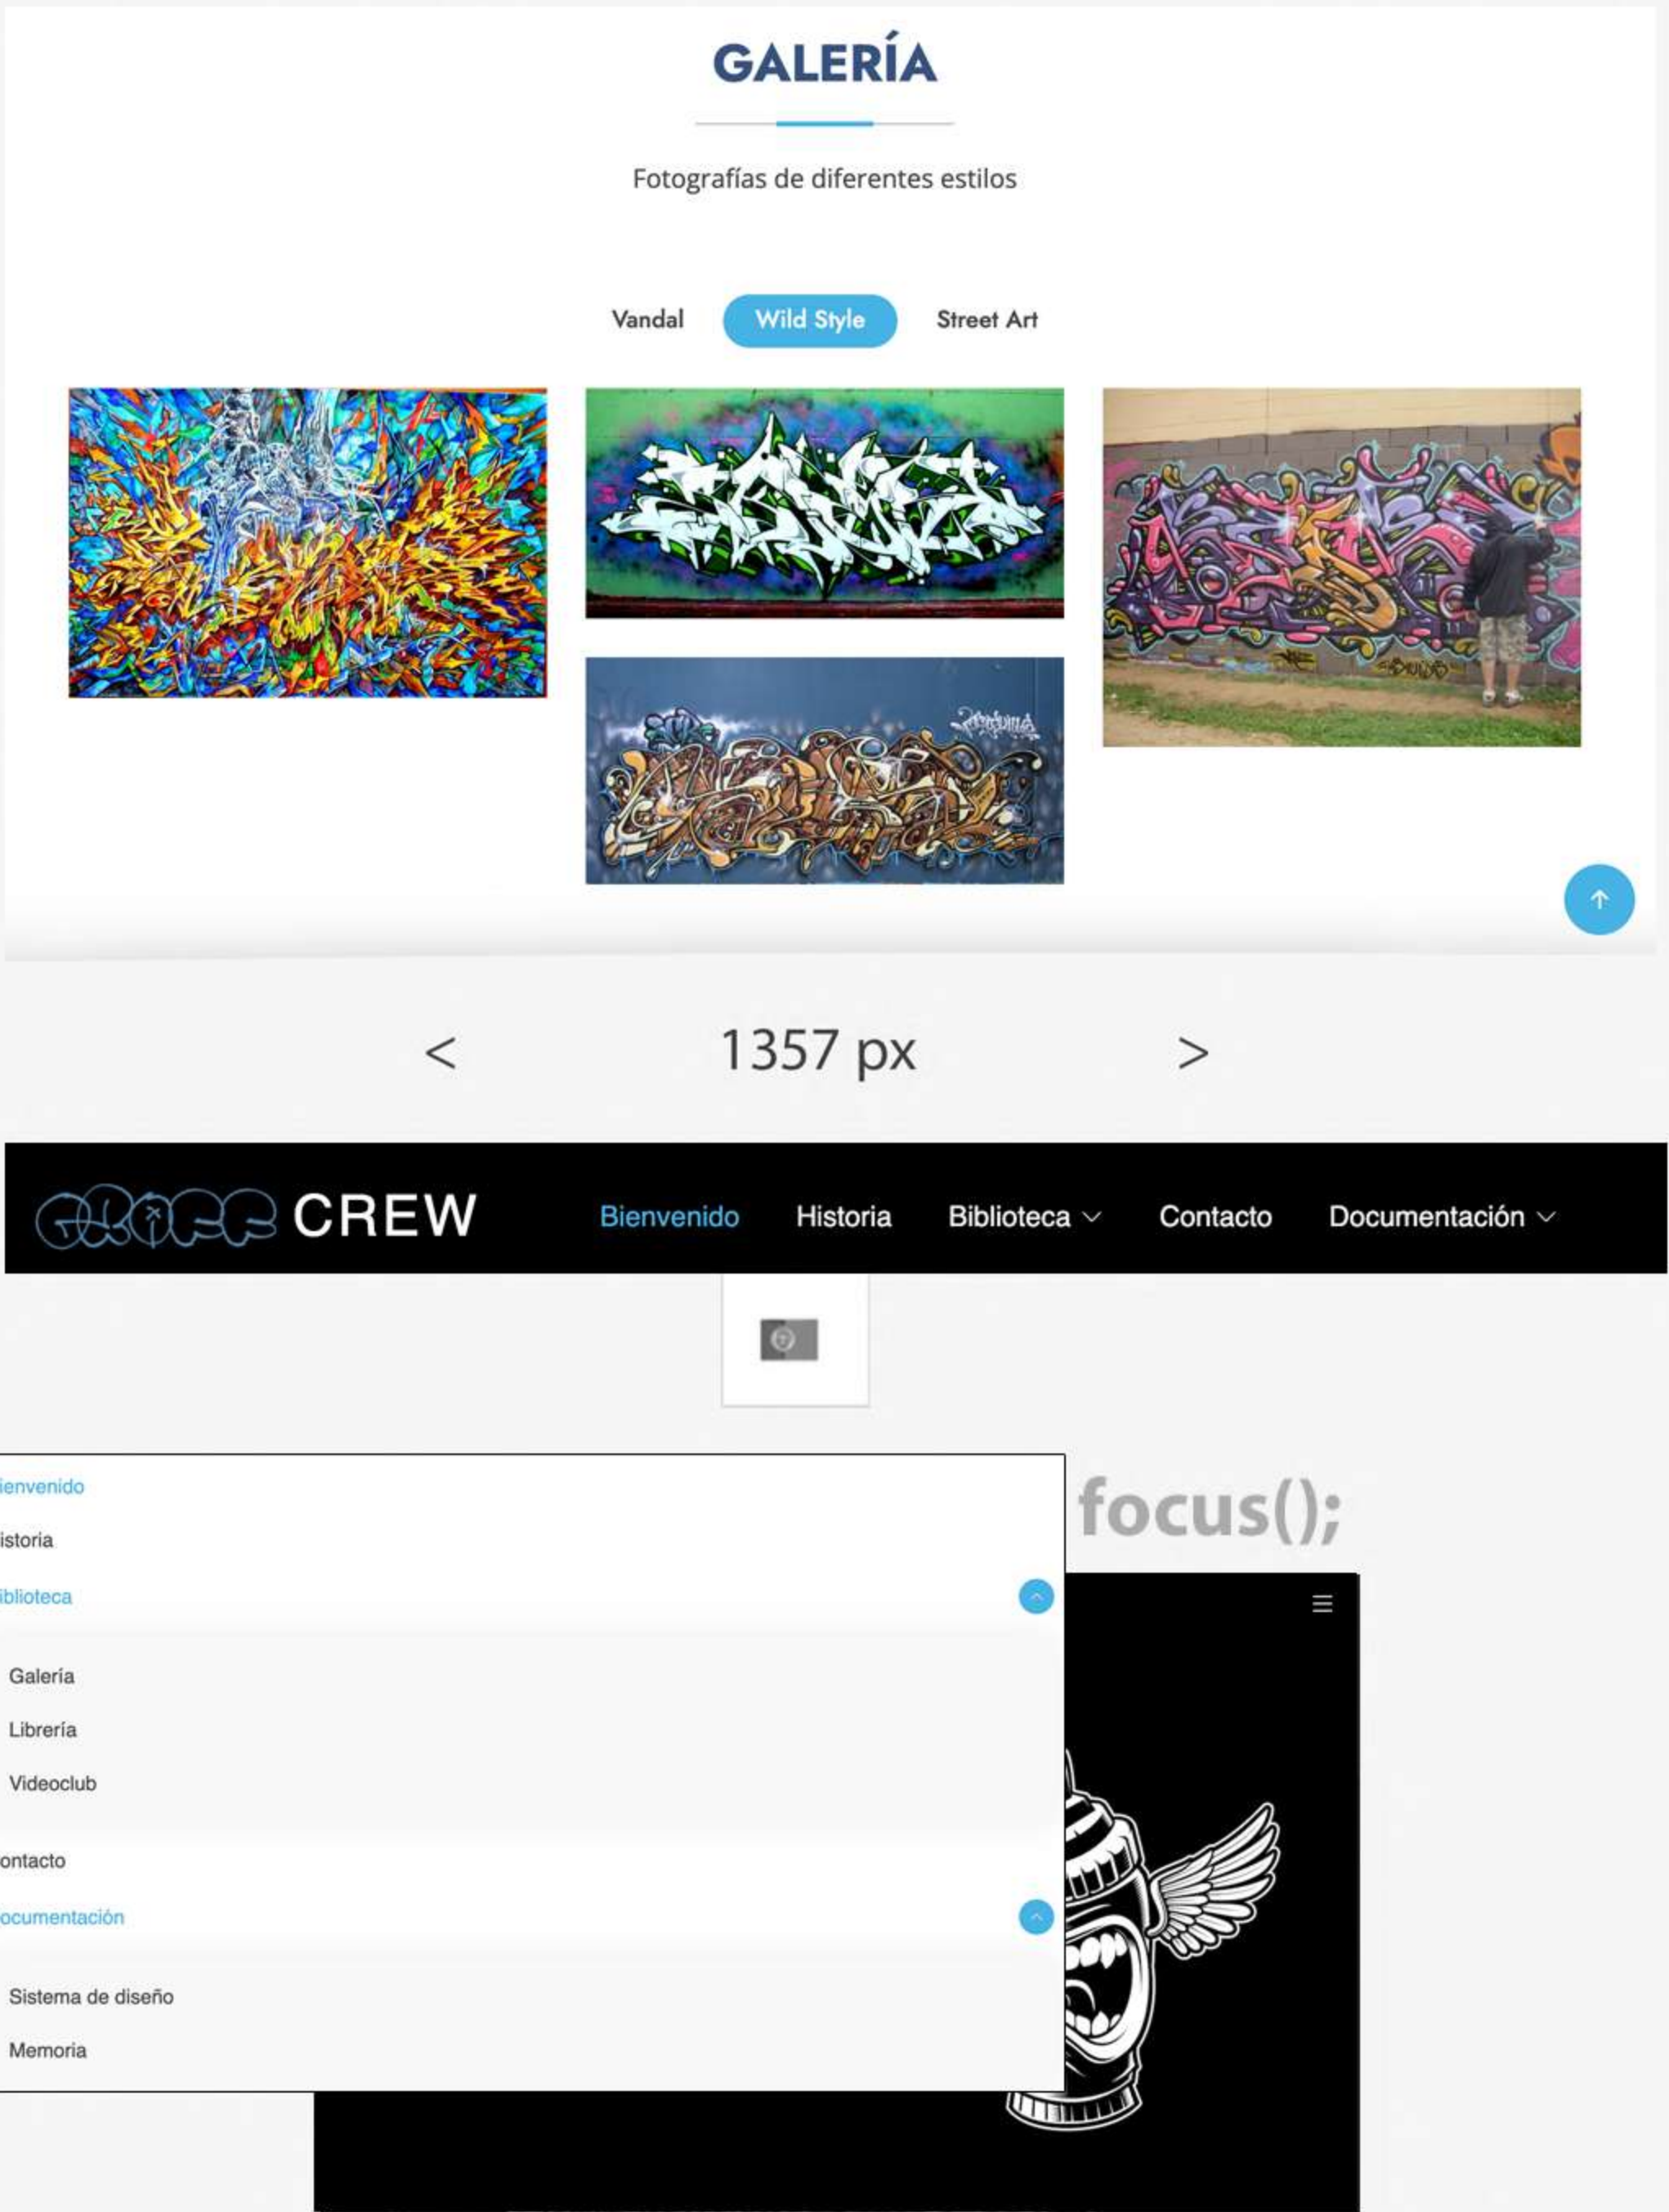 GALERÍA
Fotografías de diferentes estilos
Vandal Wild Style Street Art
< 1357 px >
GRAFF CREW Bienvenido Historia Biblioteca Contacto Documentación
focus();
ienvenido
istoria
iblioteca
Galería
Librería
Videoclub
ontacto
ocumentación
Sistema de diseño
Memoria